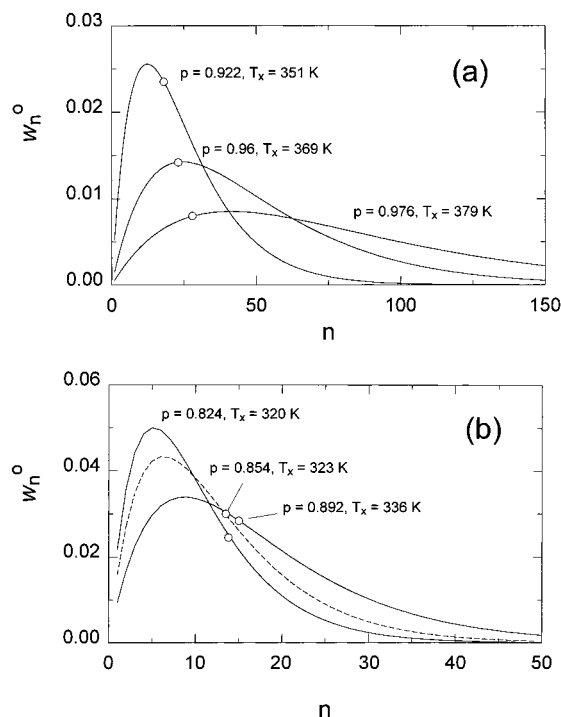 0.03
(a)
p = 0.922, Tₓ = 351 K
0.02
wₙᵒ
p = 0.96, Tₓ = 369 K
0.01
p = 0.976, Tₓ = 379 K
0.00
0 50 100 150
n
0.06
(b)
p = 0.824, Tₓ = 320 K
0.04
p = 0.854, Tₓ = 323 K
wₙᵒ
p = 0.892, Tₓ = 336 K
0.02
0.00
0 10 20 30 40 50
n